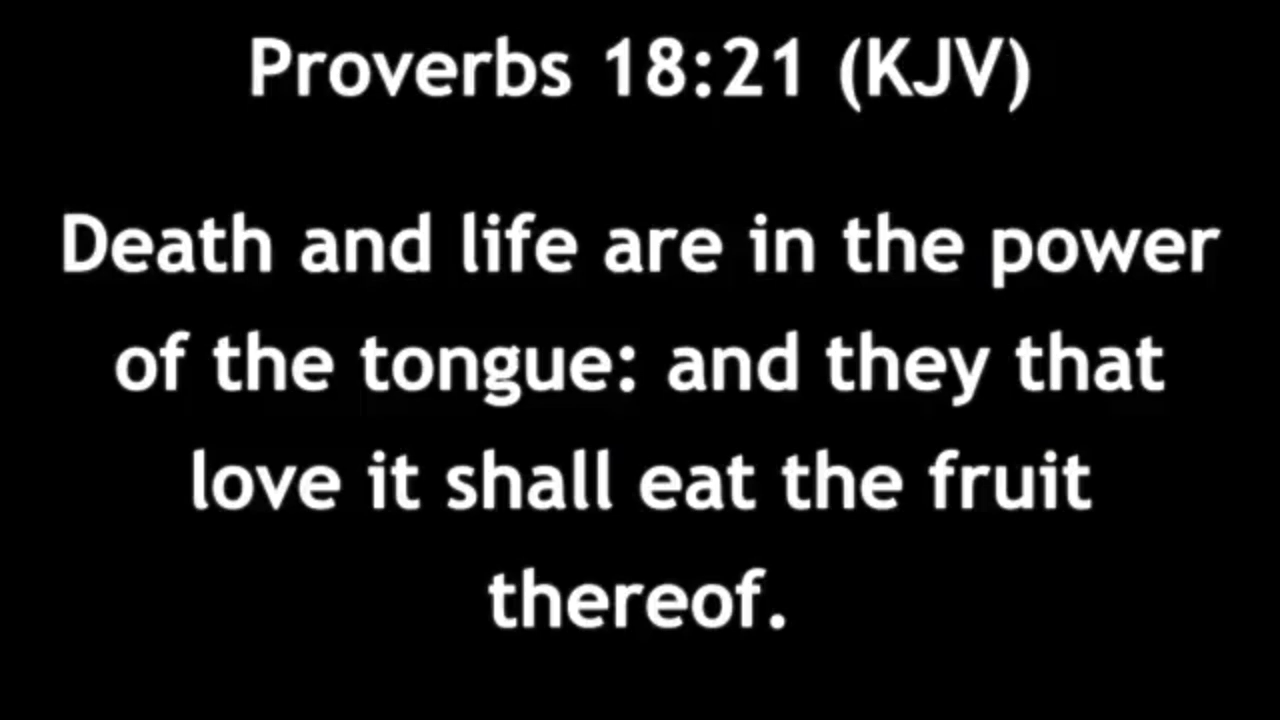 Proverbs 18:21 (KJV)
Death and life are in the power
of the tongue: and they that
love it shall eat the fruit
thereof.